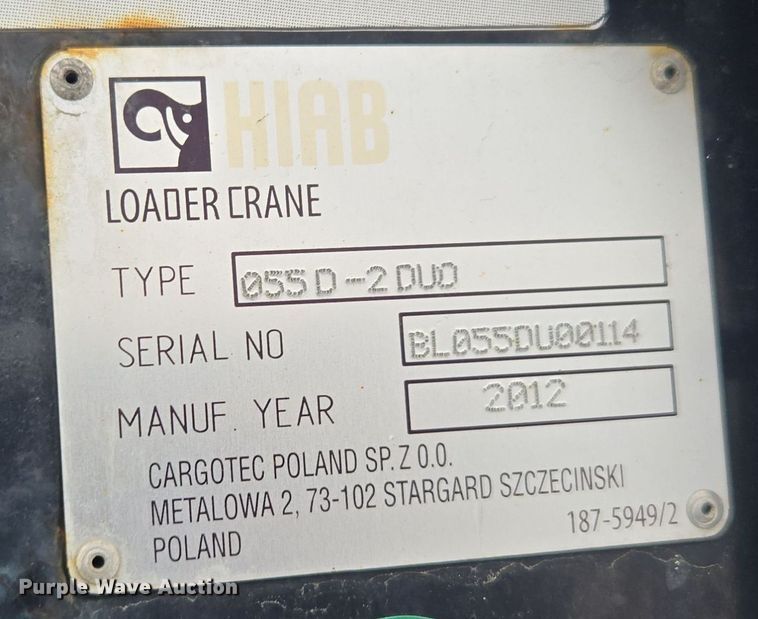 HIAB
LOADER CRANE
TYPE 055D-2DUO
SERIAL NO BL055DU00114
MANUF. YEAR 2012
CARGOTEC POLAND SP. Z O.O.
METALOWA 2, 73-102 STARGARD SZCZECINSKI
POLAND
187-5949/2
Purple Wave Auction